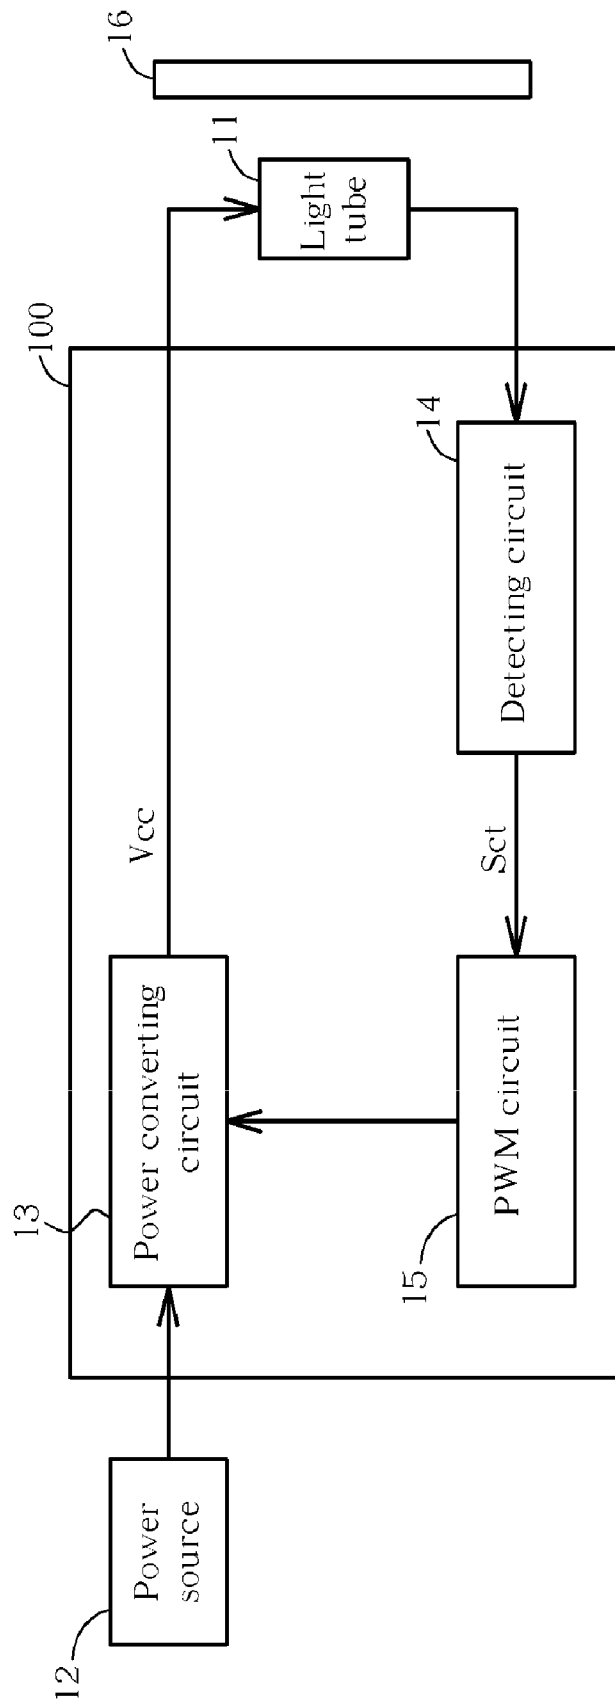 100
16
12
Power
source
13
Power converting
circuit
Vcc
11
Light
tube
15
PWM circuit
Sct
14
Detecting circuit